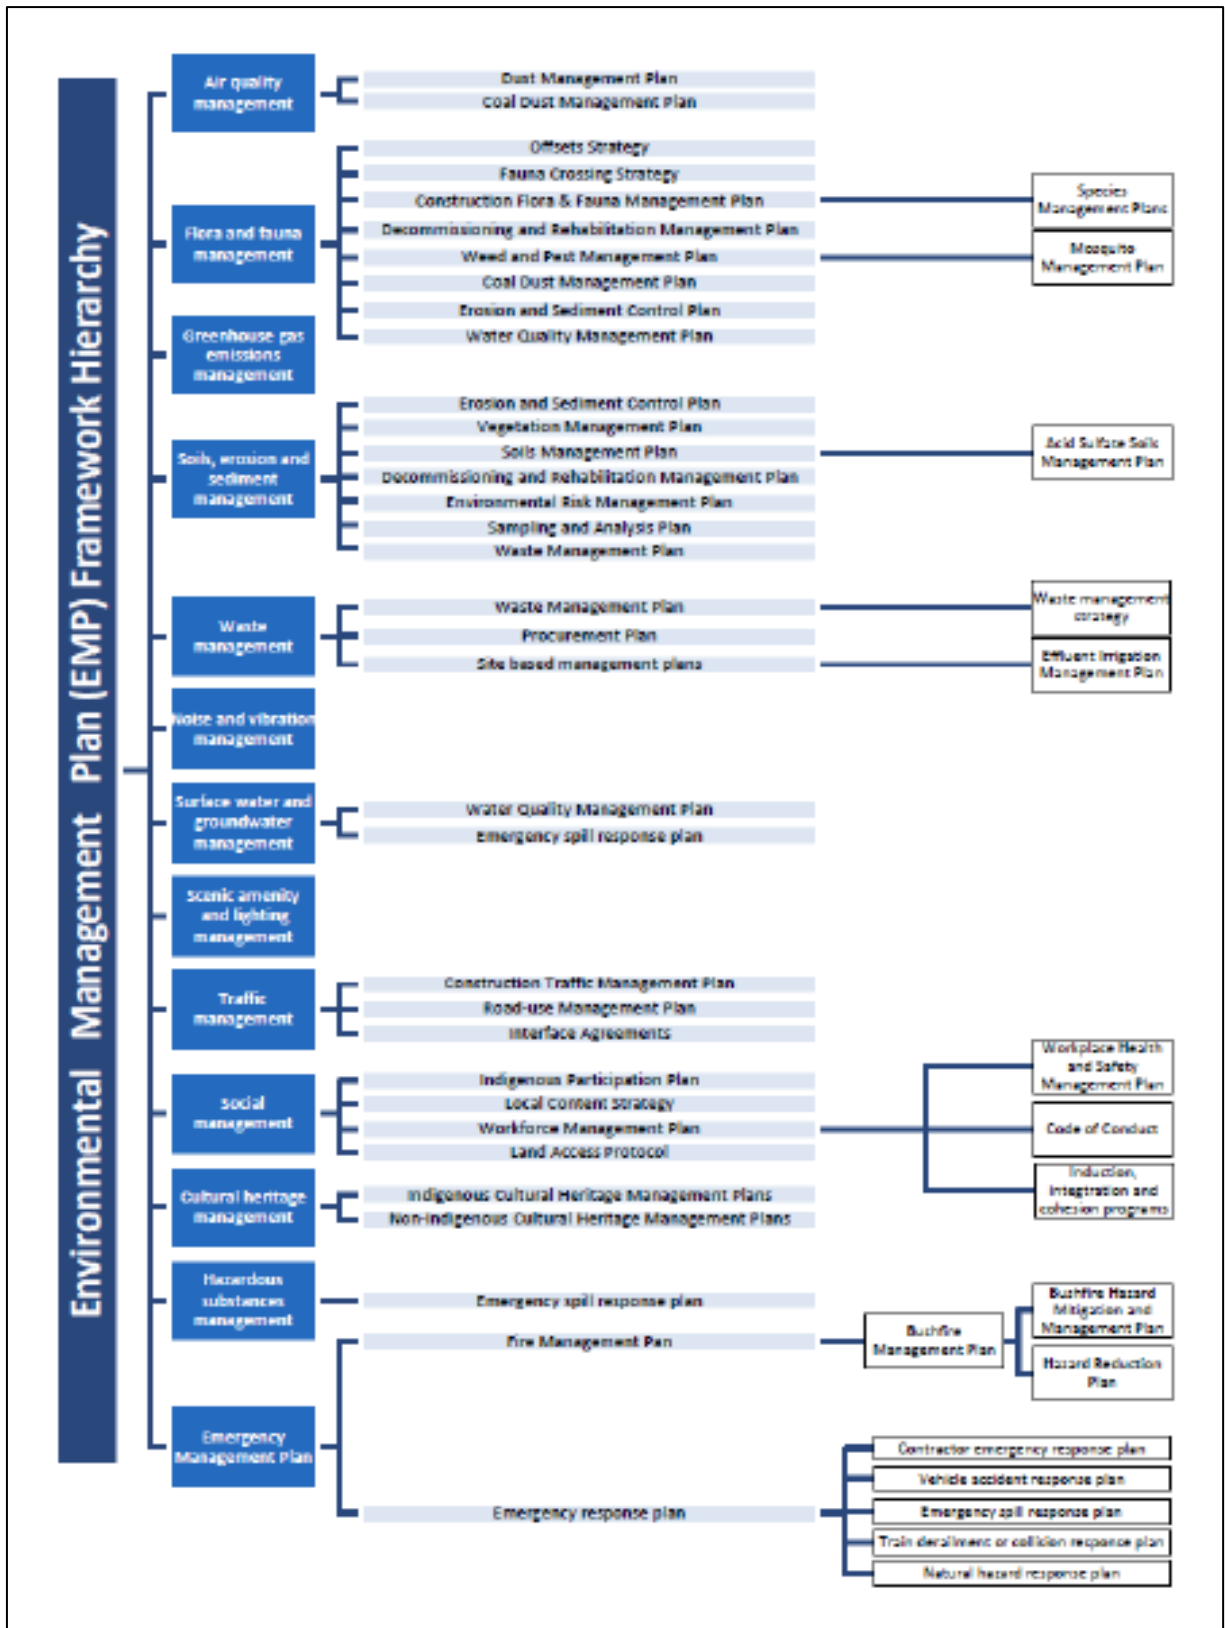 Environmental Management Plan (EMP) Framework Hierarchy
Air quality
management
Dust Management Plan
Coal Dust Management Plan
Flora and fauna
management
Offsets Strategy
Fauna Crossing Strategy
Construction Flora & Fauna Management Plan
Decommissioning and Rehabilitation Management Plan
Weed and Pest Management Plan
Coal Dust Management Plan
Erosion and Sediment Control Plan
Water Quality Management Plan
Species
Management Plans
Mosquito
Management Plan
Greenhouse gas
emissions
management
Soils, erosion and
sediment
management
Erosion and Sediment Control Plan
Vegetation Management Plan
Soils Management Plan
Decommissioning and Rehabilitation Management Plan
Environmental Risk Management Plan
Sampling and Analysis Plan
Waste Management Plan
Acid Sulfate Soils
Management Plan
Waste
management
Waste Management Plan
Procurement Plan
Site based management plans
Waste management
strategy
Effluent Irrigation
Management Plan
Noise and vibration
management
Surface water and
groundwater
management
Water Quality Management Plan
Emergency spill response plan
Scenic amenity
and lighting
management
Traffic
management
Construction Traffic Management Plan
Road-use Management Plan
Interface Agreements
Social
management
Indigenous Participation Plan
Local Content Strategy
Workforce Management Plan
Land Access Protocol
Workplace Health
and Safety
Management Plan
Code of Conduct
Induction,
integtration and
cohesion programs
Cultural heritage
management
Indigenous Cultural Heritage Management Plans
Non-Indigenous Cultural Heritage Management Plans
Hazardous
substances
management
Emergency spill response plan
Emergency
Management Plan
Fire Management Pan
Bushfire
Management Plan
Bushfire Hazard
Mitigation and
Management Plan
Hazard Reduction
Plan
Emergency response plan
Contractor emergency response plan
Vehicle accident response plan
Emergency spill response plan
Train derailment or collision response plan
Natural hazard response plan